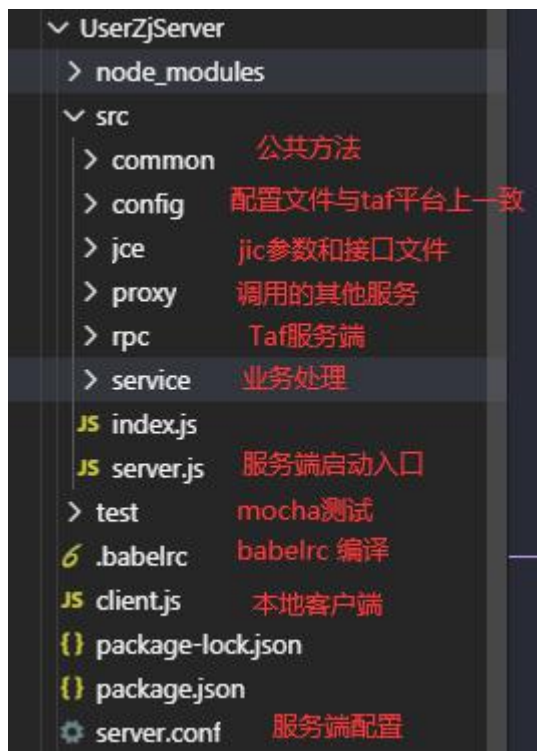 UserZjServer
node_modules
src
common 公共方法
config 配置文件与taf平台上一致
jce jic参数和接口文件
proxy 调用的其他服务
rpc Taf服务端
service 业务处理
JS index.js
JS server.js 服务端启动入口
test mocha测试
6 .babelrc babelrc 编译
JS client.js 本地客户端
{} package-lock.json
{} package.json
server.conf 服务端配置